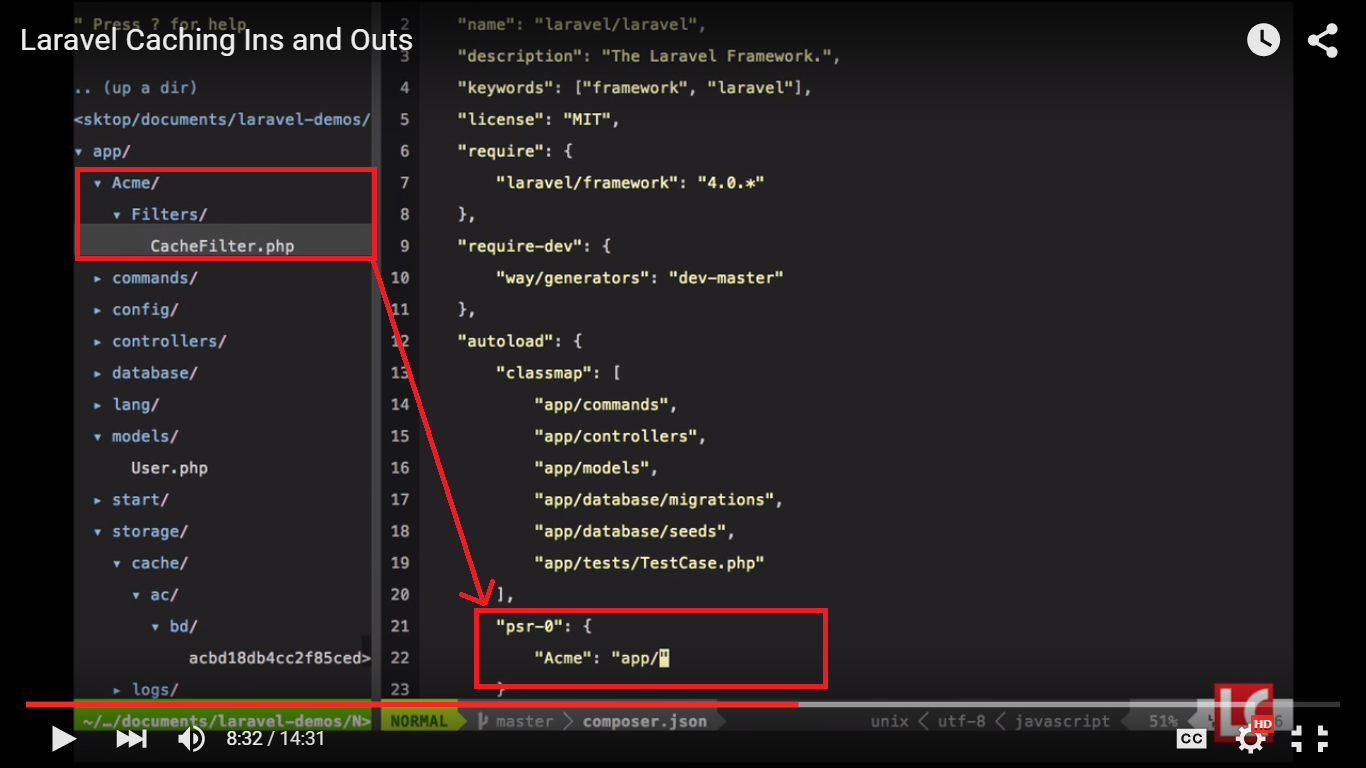 " Press ? for help
Laravel Caching Ins and Outs
.. (up a dir)
<sktop/documents/laravel-demos/
▾ app/
▾ Acme/
▾ Filters/
CacheFilter.php
▸ commands/
▸ config/
▸ controllers/
▸ database/
▸ lang/
▾ models/
User.php
▸ start/
▾ storage/
▾ cache/
▾ ac/
▾ bd/
acbd18db4cc2f85ced>
▸ logs/
~/…/documents/laravel-demos/N>
2 "name": "laravel/laravel",
3 "description": "The Laravel Framework.",
4 "keywords": ["framework", "laravel"],
5 "license": "MIT",
6 "require": {
7 "laravel/framework": "4.0.*"
8 },
9 "require-dev": {
10 "way/generators": "dev-master"
11 },
12 "autoload": {
13 "classmap": [
14 "app/commands",
15 "app/controllers",
16 "app/models",
17 "app/database/migrations",
18 "app/database/seeds",
19 "app/tests/TestCase.php"
20 ],
21 "psr-0": {
22 "Acme": "app/"
23 }
NORMAL master composer.json unix utf-8 javascript 51%
LC
8:32 / 14:31
CC HD